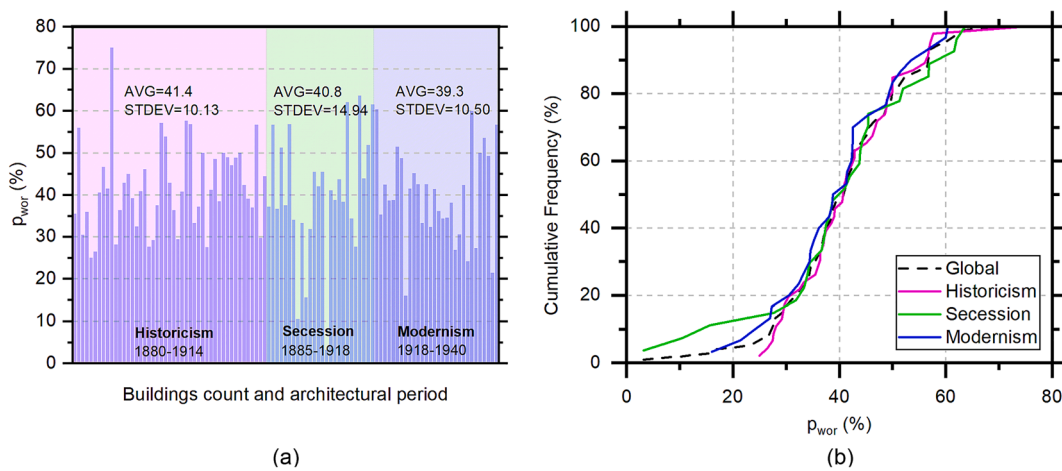 80
70
60
50
40
30
20
10
0
p_wor (%)
AVG=41.4
STDEV=10.13
AVG=40.8
STDEV=14.94
AVG=39.3
STDEV=10.50
Historicism
1880-1914
Secession
1885-1918
Modernism
1918-1940
Buildings count and architectural period
(a)
100
80
60
40
20
0
Cumulative Frequency (%)
Global
Historicism
Secession
Modernism
0 20 40 60 80
p_wor (%)
(b)